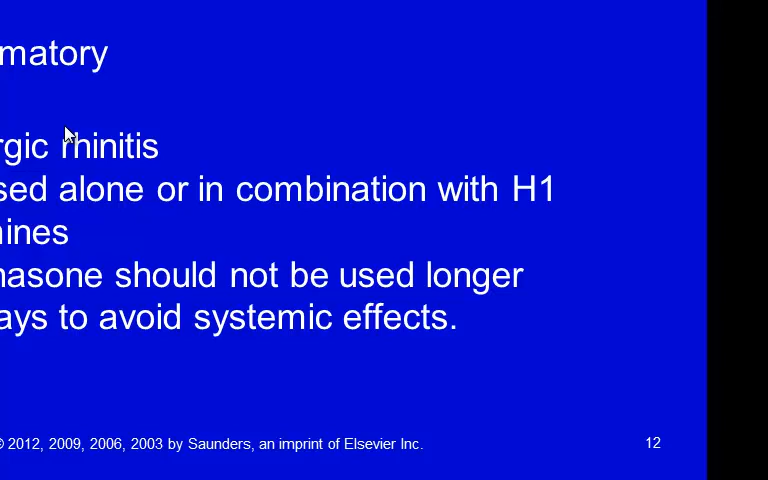 matory
rgic rhinitis
sed alone or in combination with H1
ines
nasone should not be used longer
ays to avoid systemic effects.
© 2012, 2009, 2006, 2003 by Saunders, an imprint of Elsevier Inc.
12